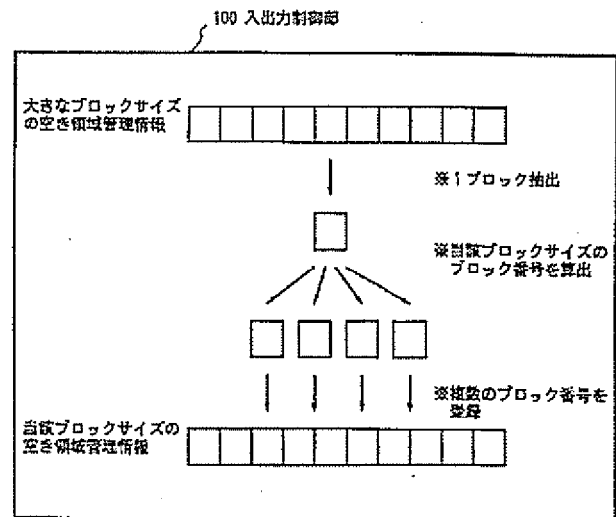 100 入出力制御部
大きなブロックサイズ
の空き領域管理情報
※1ブロック抽出
※当該ブロックサイズの
ブロック番号を算出
※複数のブロック番号を
登録
当該ブロックサイズの
空き領域管理情報